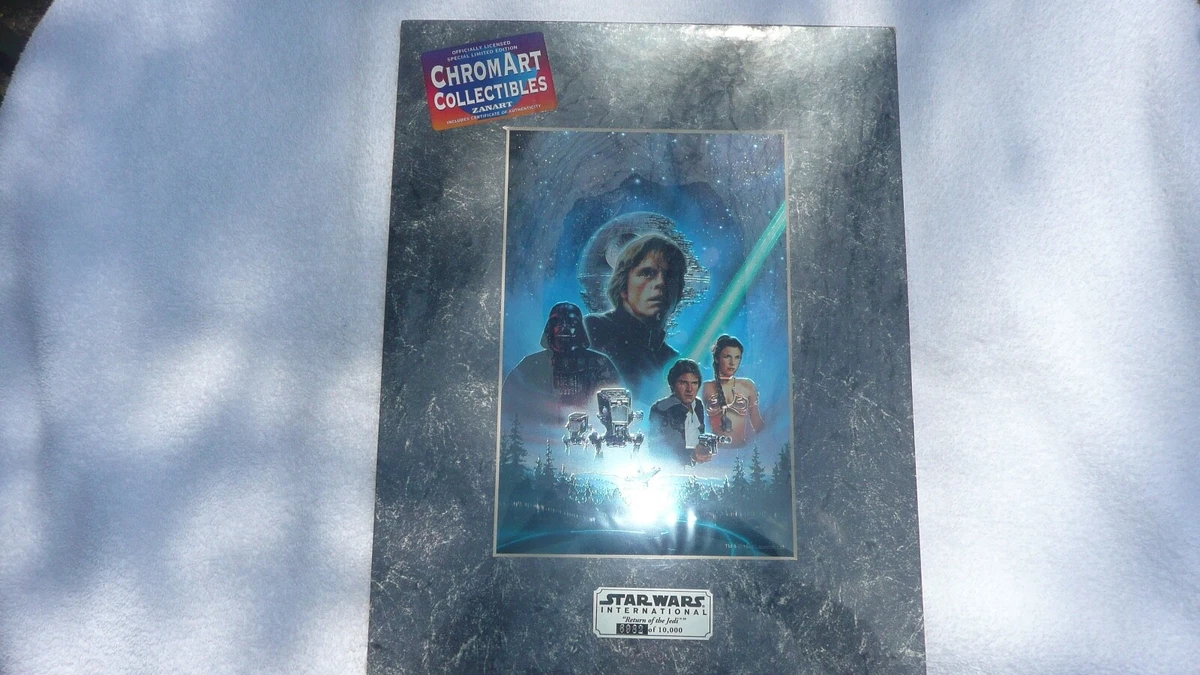 OFFICIALLY LICENSED
SPECIAL LIMITED EDITION
CHROMART
COLLECTIBLES
ZANART
INCLUDES CERTIFICATE OF AUTHENTICITY
STAR WARS
INTERNATIONAL
"Return of the Jedi"™
of 10,000